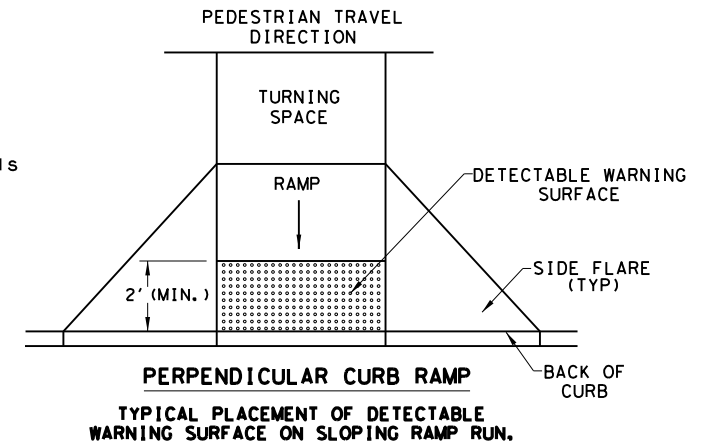 PEDESTRIAN TRAVEL
DIRECTION
TURNING
SPACE
ls
RAMP
DETECTABLE WARNING
SURFACE
2' (MIN.)
SIDE FLARE
(TYP)
BACK OF
CURB
PERPENDICULAR CURB RAMP
TYPICAL PLACEMENT OF DETECTABLE
WARNING SURFACE ON SLOPING RAMP RUN.